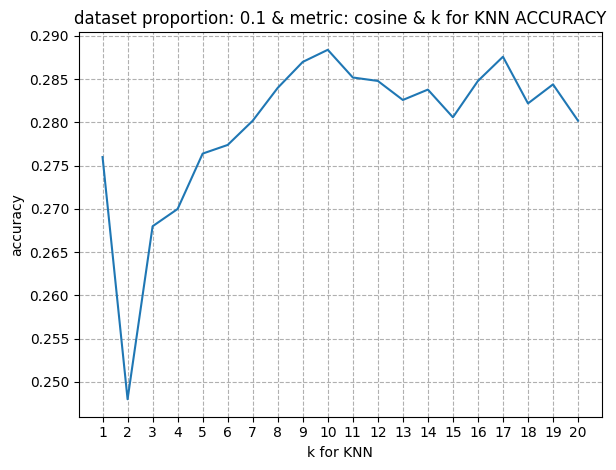 dataset proportion: 0.1 & metric: cosine & k for KNN ACCURACY
0.290
0.285
0.280
0.275
0.270
0.265
0.260
0.255
0.250
accuracy
1 2 3 4 5 6 7 8 9 10 11 12 13 14 15 16 17 18 19 20
k for KNN